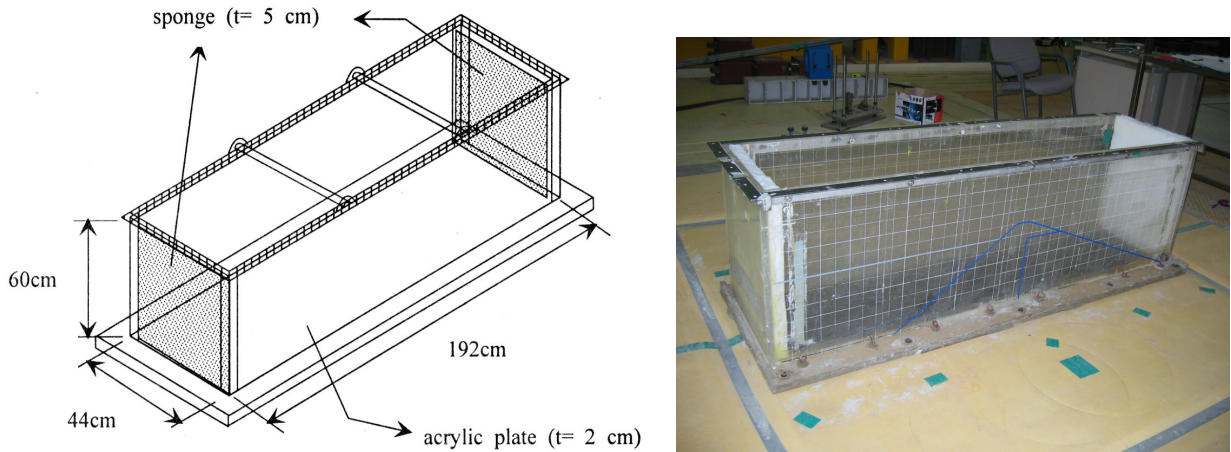 sponge (t= 5 cm)
60cm
192cm
44cm
acrylic plate (t= 2 cm)